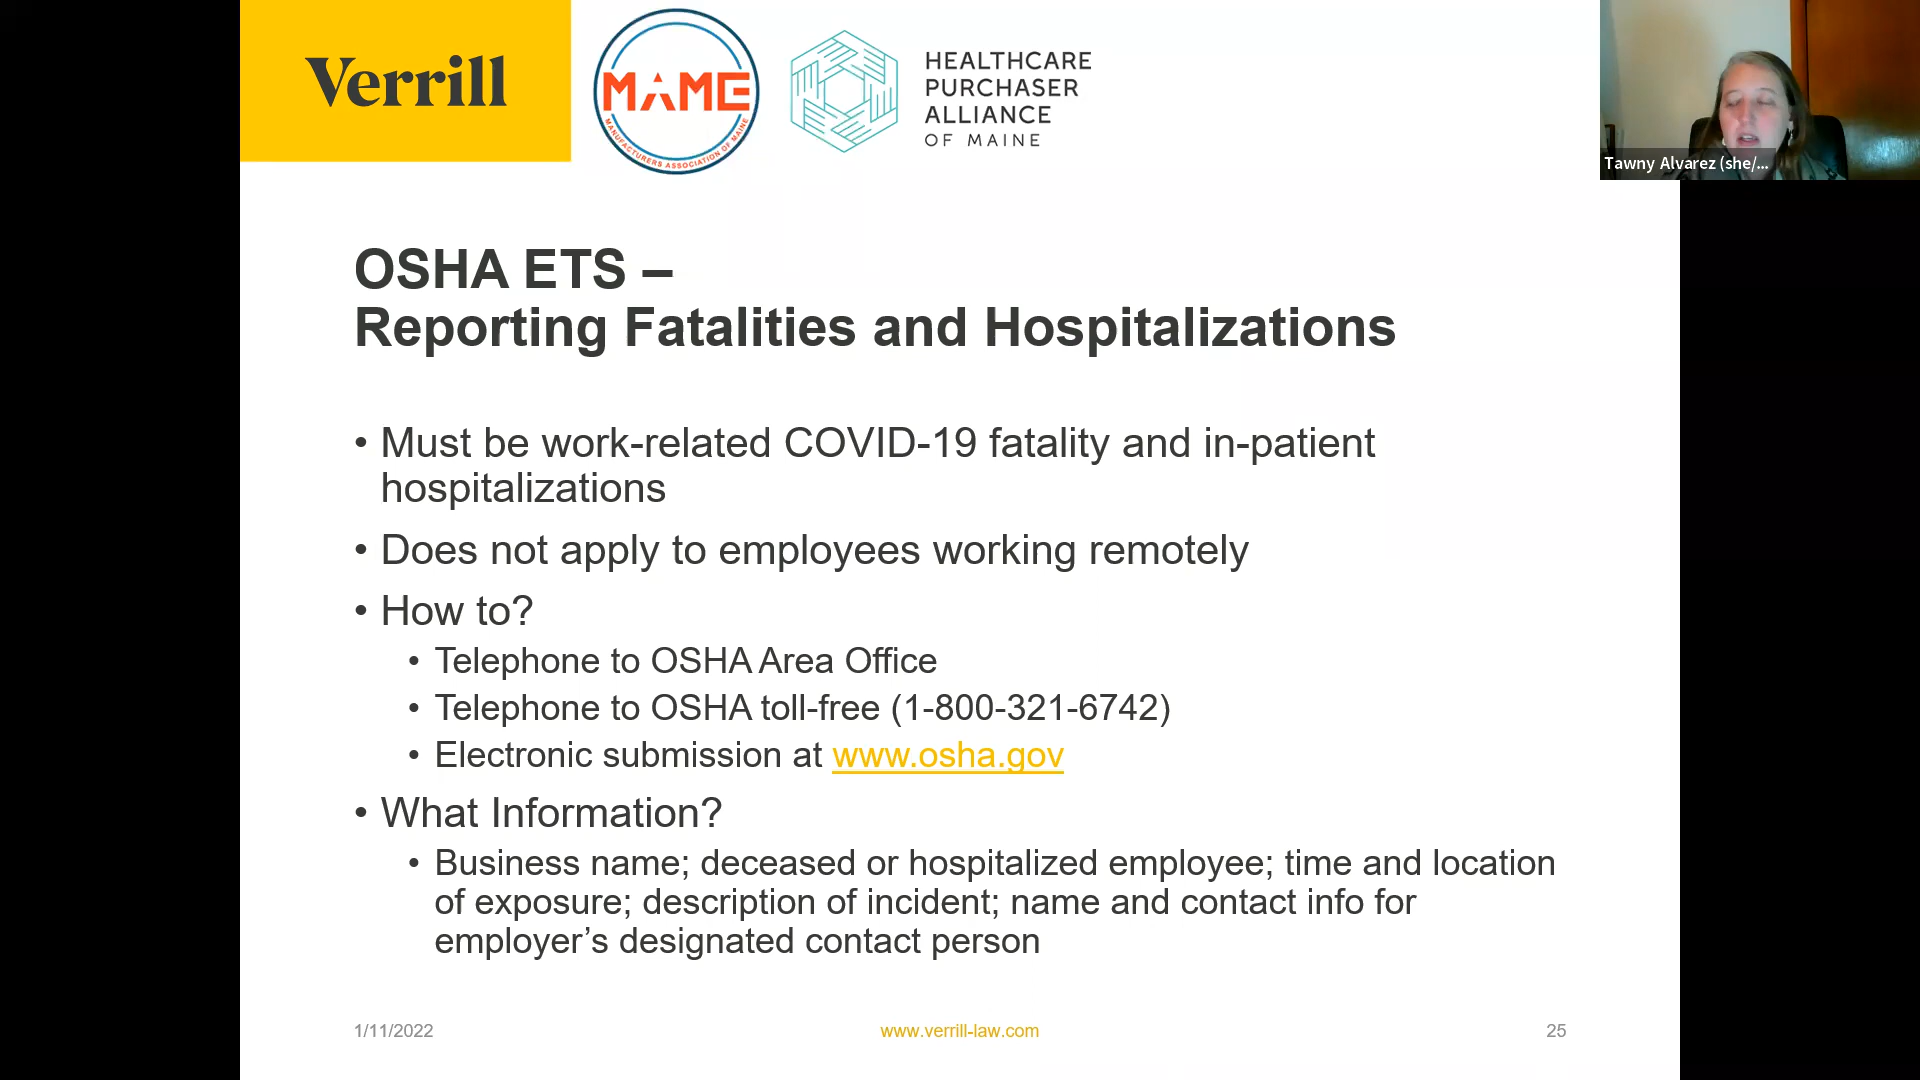 Verrill
MAME
MANUFACTURERS ASSOCIATION OF MAINE
HEALTHCARE
PURCHASER
ALLIANCE
OF MAINE
Tawny Alvarez (she/...
OSHA ETS –
Reporting Fatalities and Hospitalizations
• Must be work-related COVID-19 fatality and in-patient
hospitalizations
• Does not apply to employees working remotely
• How to?
• Telephone to OSHA Area Office
• Telephone to OSHA toll-free (1-800-321-6742)
• Electronic submission at www.osha.gov
• What Information?
• Business name; deceased or hospitalized employee; time and location
of exposure; description of incident; name and contact info for
employer’s designated contact person
1/11/2022
www.verrill-law.com
25